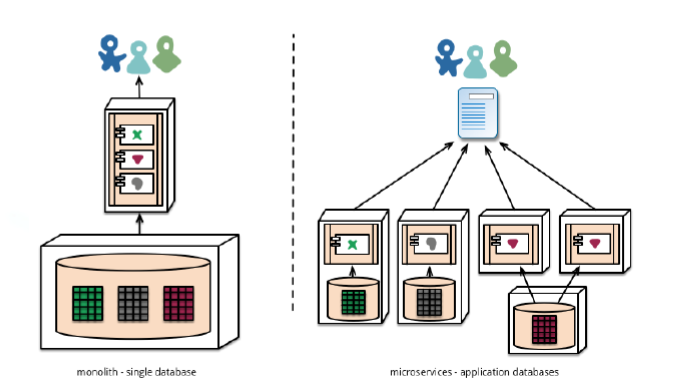 monolith - single database
microservices - application databases